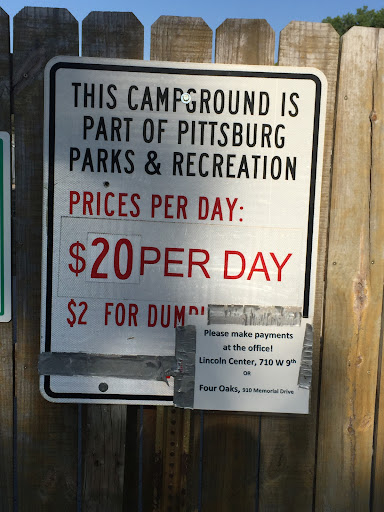 THIS CAMPGROUND IS
PART OF PITTSBURG
PARKS & RECREATION
PRICES PER DAY:
$20 PER DAY
$2 FOR
Please make payments
at the office!
Lincoln Center, 710 W 9th
OR
Four Oaks, 910 Memorial Drive